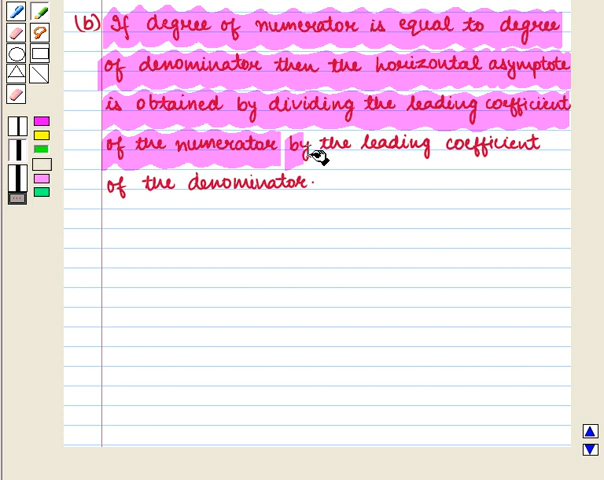 (b) If degree of numerator is equal to degree
of denominator then the horizontal asymptote
is obtained by dividing the leading coefficient
of the numerator by the leading coefficient
of the denominator.